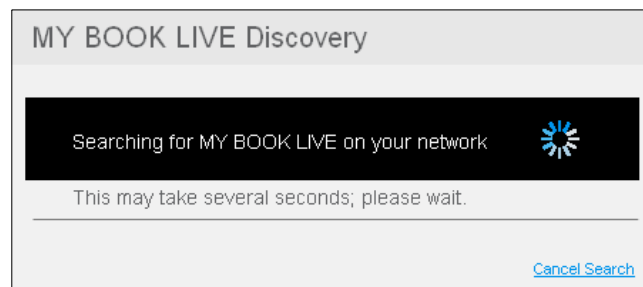 MY BOOK LIVE Discovery
Searching for MY BOOK LIVE on your network
This may take several seconds; please wait.
Cancel Search